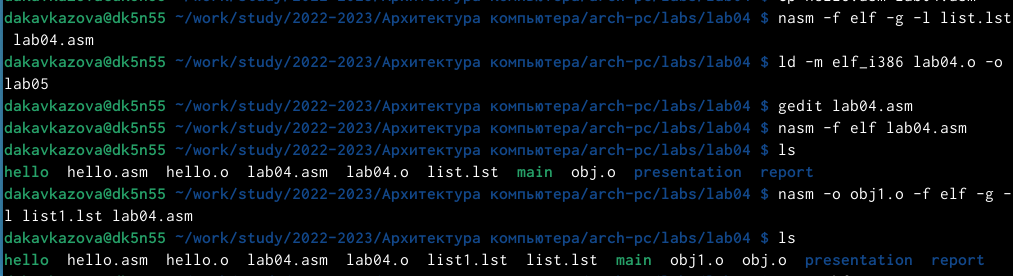 dakavkazova@dk5n55 ~/work/study/2022-2023/Архитектура компьютера/arch-pc/labs/lab04 $ nasm -f elf -g -l list.lst
 lab04.asm
dakavkazova@dk5n55 ~/work/study/2022-2023/Архитектура компьютера/arch-pc/labs/lab04 $ ld -m elf_i386 lab04.o -o
lab05
dakavkazova@dk5n55 ~/work/study/2022-2023/Архитектура компьютера/arch-pc/labs/lab04 $ gedit lab04.asm
dakavkazova@dk5n55 ~/work/study/2022-2023/Архитектура компьютера/arch-pc/labs/lab04 $ nasm -f elf lab04.asm
dakavkazova@dk5n55 ~/work/study/2022-2023/Архитектура компьютера/arch-pc/labs/lab04 $ ls
hello  hello.asm  hello.o  lab04.asm  lab04.o  list.lst  main  obj.o  presentation  report
dakavkazova@dk5n55 ~/work/study/2022-2023/Архитектура компьютера/arch-pc/labs/lab04 $ nasm -o obj1.o -f elf -g -
l list1.lst lab04.asm
dakavkazova@dk5n55 ~/work/study/2022-2023/Архитектура компьютера/arch-pc/labs/lab04 $ ls
hello  hello.asm  hello.o  lab04.asm  lab04.o  list1.lst  list.lst  main  obj1.o  obj.o  presentation  report